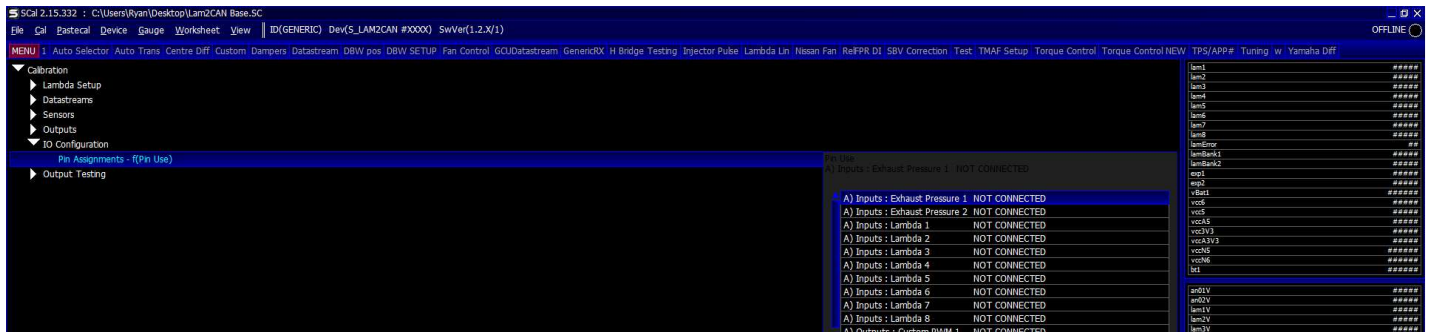 SCal 2.15.332 : C:\Users\Ryan\Desktop\Lam2CAN Base.SC
File Cal Pastecal Device Gauge Worksheet View ID(GENERIC) Dev(S_LAM2CAN #XXXX) SwVer(1.2.X/1) OFFLINE
MENU 1 Auto Selector Auto Trans Centre Diff Custom Dampers Datastream DBW pos DBW SETUP Fan Control GCUDatastream GenericRX H Bridge Testing Injector Pulse Lambda Lin Nissan Fan RelFPR DI SBV Correction Test TMAF Setup Torque Control Torque Control NEW TPS/APP# Tuning w Yamaha Diff
Calibration
Lambda Setup
Datastreams
Sensors
Outputs
IO Configuration
Pin Assignments - f(Pin Use)
Output Testing
Pin Use
A) Inputs : Exhaust Pressure 1 NOT CONNECTED
A) Inputs : Exhaust Pressure 1 NOT CONNECTED
A) Inputs : Exhaust Pressure 2 NOT CONNECTED
A) Inputs : Lambda 1 NOT CONNECTED
A) Inputs : Lambda 2 NOT CONNECTED
A) Inputs : Lambda 3 NOT CONNECTED
A) Inputs : Lambda 4 NOT CONNECTED
A) Inputs : Lambda 5 NOT CONNECTED
A) Inputs : Lambda 6 NOT CONNECTED
A) Inputs : Lambda 7 NOT CONNECTED
A) Inputs : Lambda 8 NOT CONNECTED
A) Outputs : Custom PWM 1 NOT CONNECTED
lam1 #####
lam2 #####
lam3 #####
lam4 #####
lam5 #####
lam6 #####
lam7 #####
lam8 #####
lamError ##
lamBank1 #####
lamBank2 #####
exp1 #####
exp2 #####
vBat1 ######
vcc6 #####
vcc5 #####
vccA5 #####
vcc3V3 #####
vccA3V3 #####
vccN5 ######
vccN6 ######
bt1 ######
an01V #####
an02V #####
lam1V #####
lam2V #####
lam3V #####